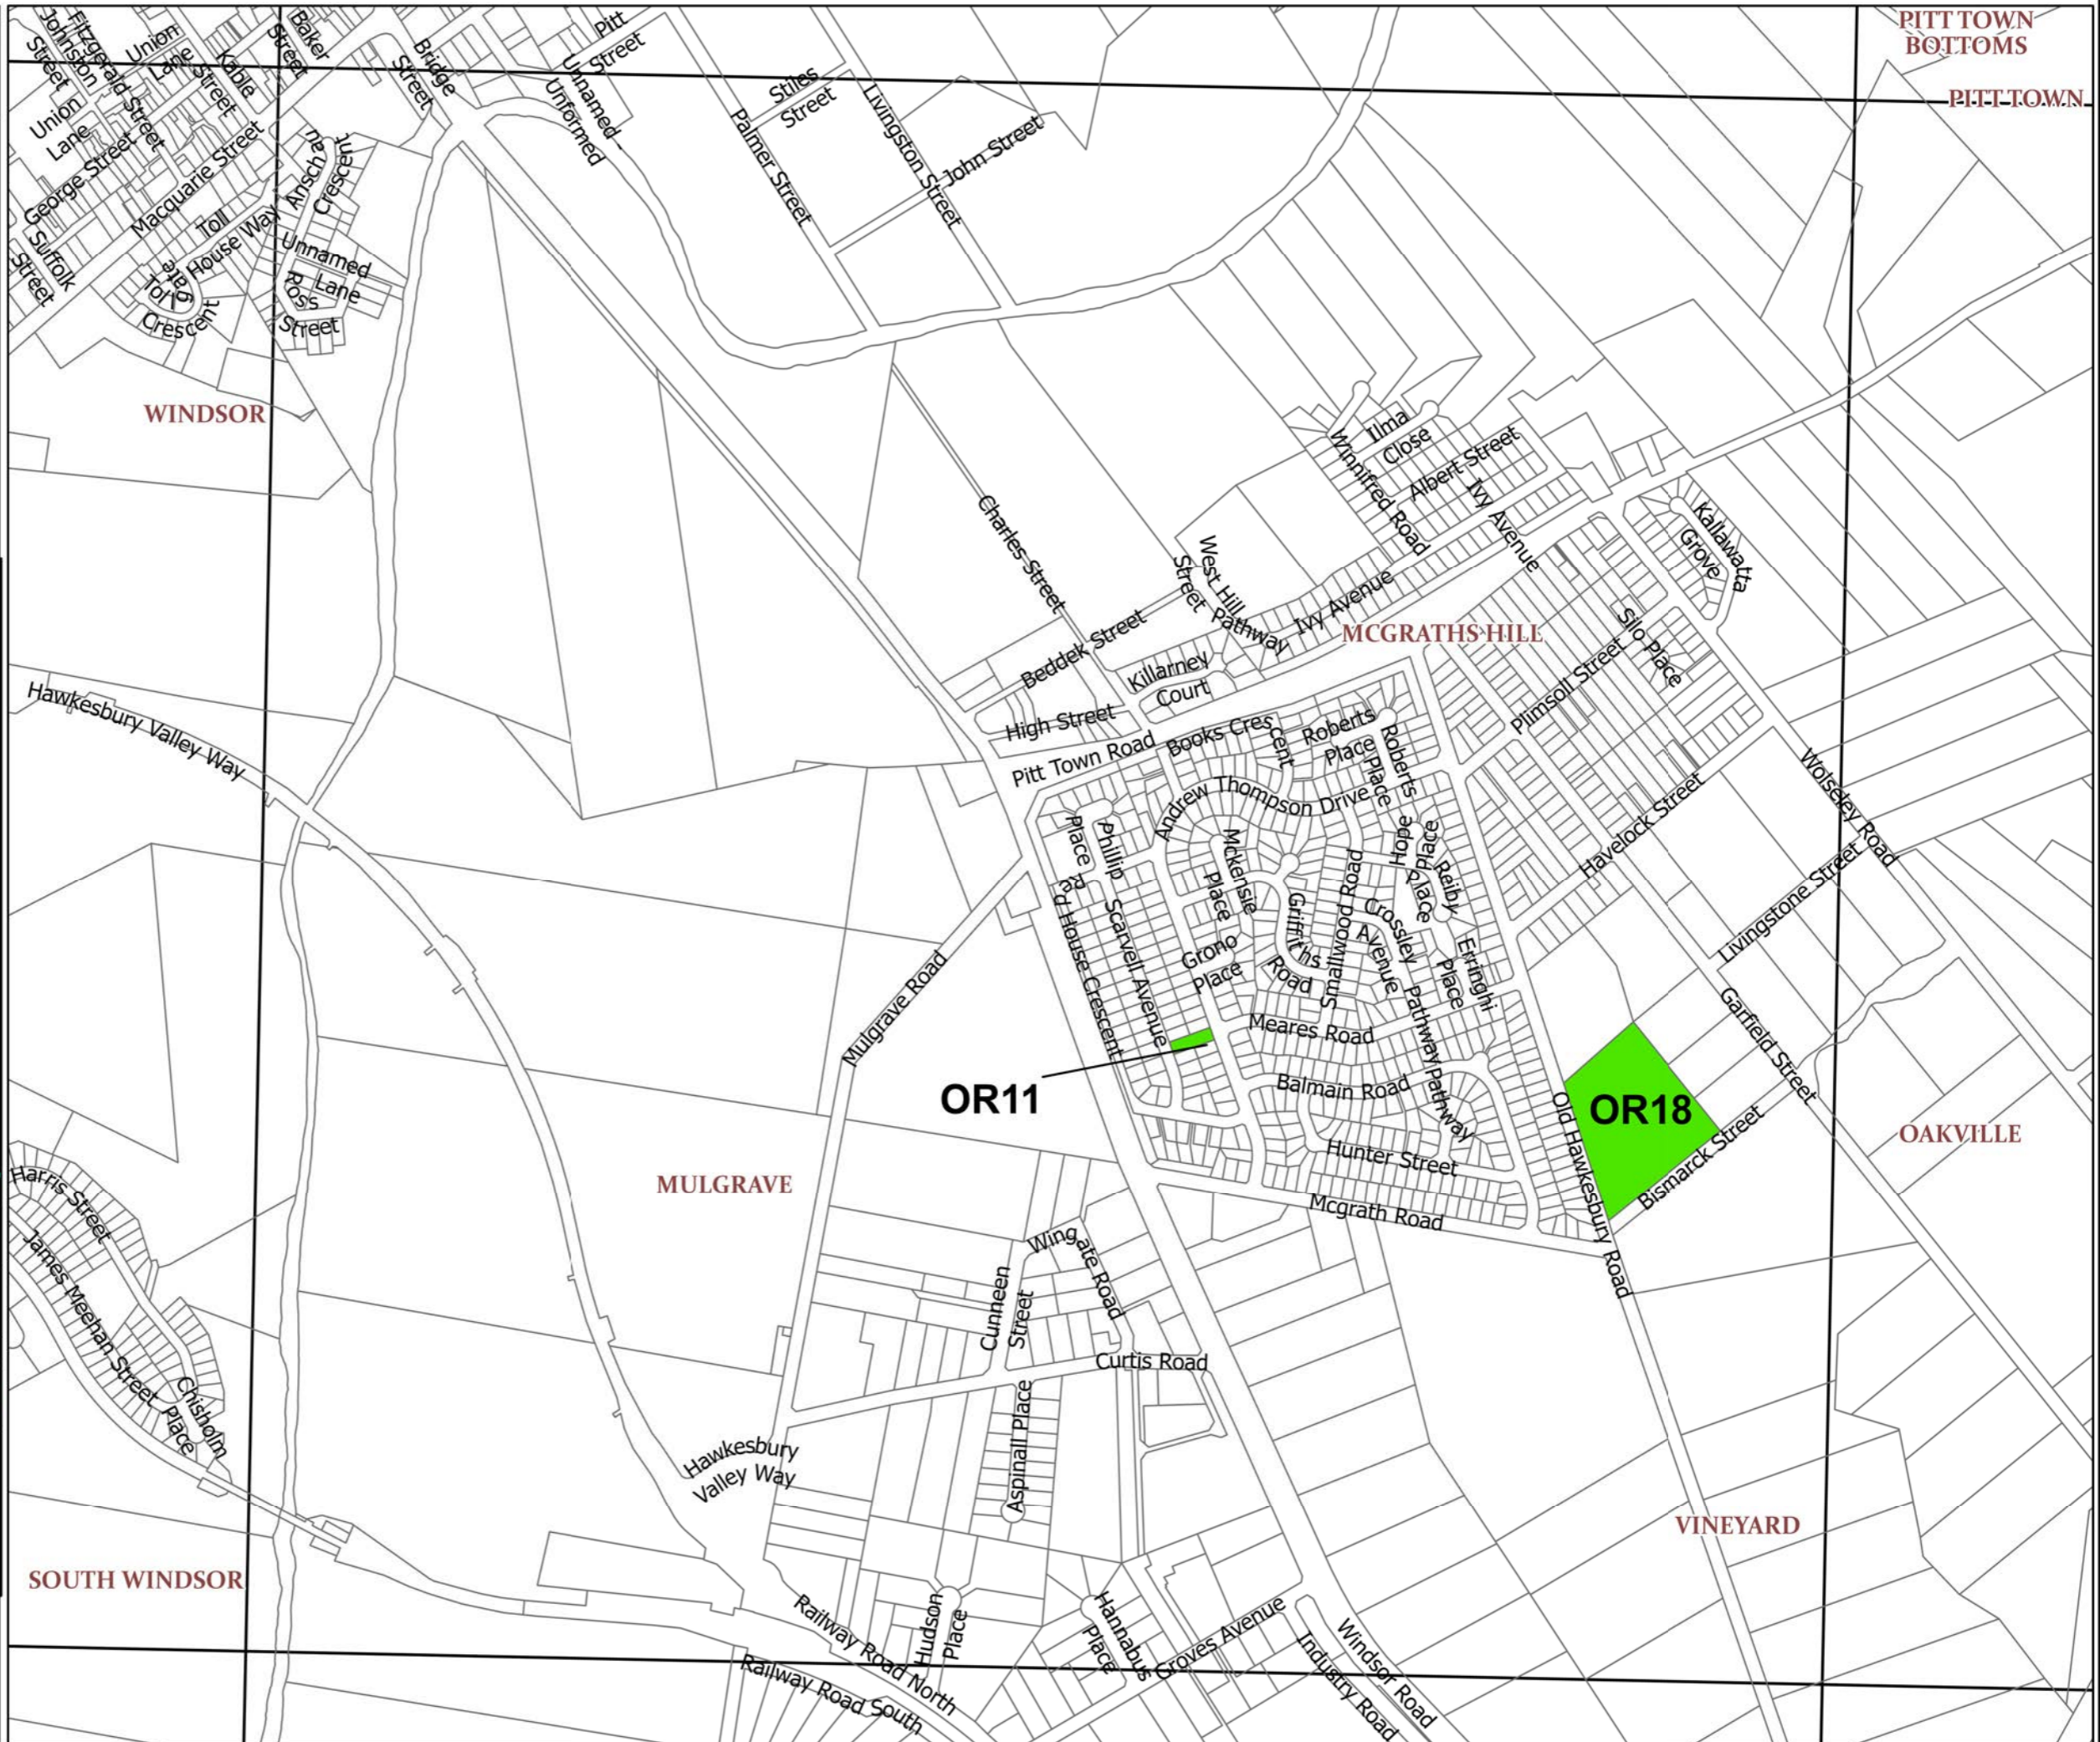 PITT TOWN
BOTTOMS
PITT TOWN
Johnston
Street
Fitzgerald Street
Union
Lane
Kable
Street
Baker
Street
Bridge
Street
Pitt
Street
Unnamed
Unformed
Stiles
Street
Palmer Street
Livingston Street
John Street
Union
Lane
George Street
Macquarie Street
Suffolk
Street
Toll
House Way
Anschau
Crescent
Unnamed
Lane
Ross
Street
Toll
gate
Crescent
WINDSOR
Ilma
Close
Albert Street
Winnifred Road
Ivy Avenue
Kallawatta
Grove
Charles Street
West Hill
Street
Pathway
Ivy Avenue
MCGRATHS HILL
Beddek Street
Killarney
Court
Silo Place
Plimsoll Street
High Street
Pitt Town Road
Books Crescent
Roberts
Place
Roberts
Place
Hawkesbury Valley Way
Andrew Thompson Drive
Wolseley Road
Havelock Street
Phillip
Place
Mckensie
Place
Hope
Place
Reiby
Place
Red House Crescent
Scarvell Avenue
Griffiths
Road
Smallwood Road
Crossley
Avenue
Livingstone Street
Grono
Place
Erringhi
Place
Mulgrave Road
Meares Road
Pathway
Garfield Street
OR11
Balmain Road
Pathway
OR18
Old Hawkesbury Road
Bismarck Street
OAKVILLE
Hunter Street
MULGRAVE
Mcgrath Road
Harris Street
James Meehan Street
Chisholm
Place
Wingate Road
Cunneen
Street
Curtis Road
Aspinall Place
Hawkesbury
Valley Way
VINEYARD
SOUTH WINDSOR
Railway Road North
Hudson
Place
Hannabus
Place
Groves Avenue
Windsor Road
Industry Road
Railway Road South